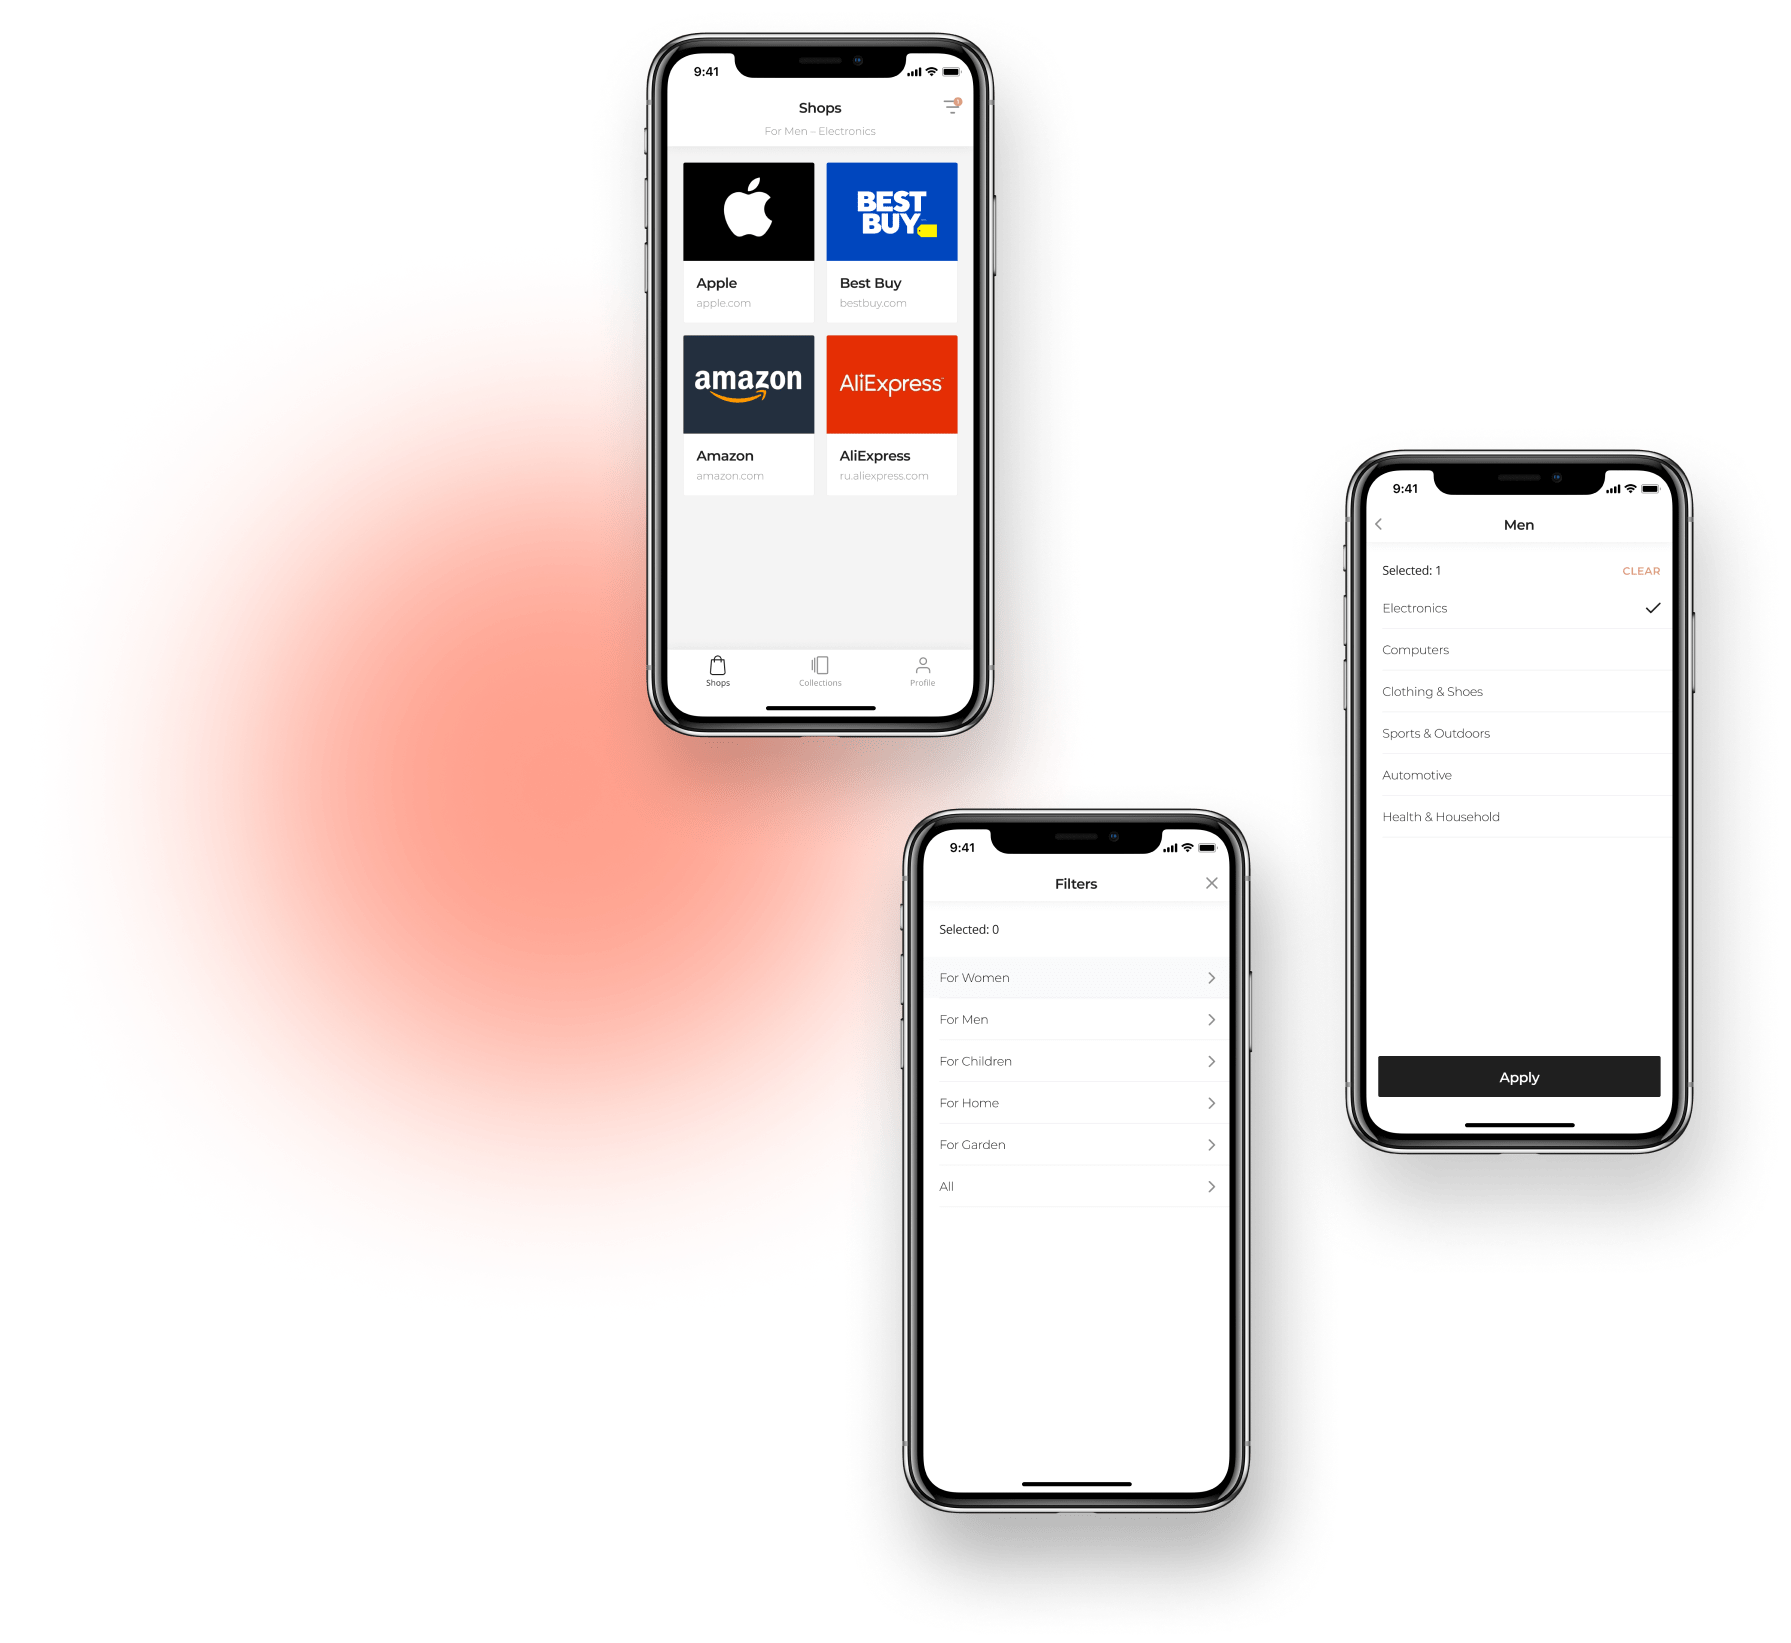 9:41
Shops
For Men – Electronics
BEST
BUY
Apple
apple.com
Best Buy
bestbuy.com
amazon
AliExpress
Amazon
amazon.com
AliExpress
ru.aliexpress.com
Shops
Collections
Profile
9:41
Men
Selected: 1
CLEAR
Electronics
Computers
Clothing & Shoes
Sports & Outdoors
Automotive
Health & Household
Apply
9:41
Filters
Selected: 0
For Women
For Men
For Children
For Home
For Garden
All